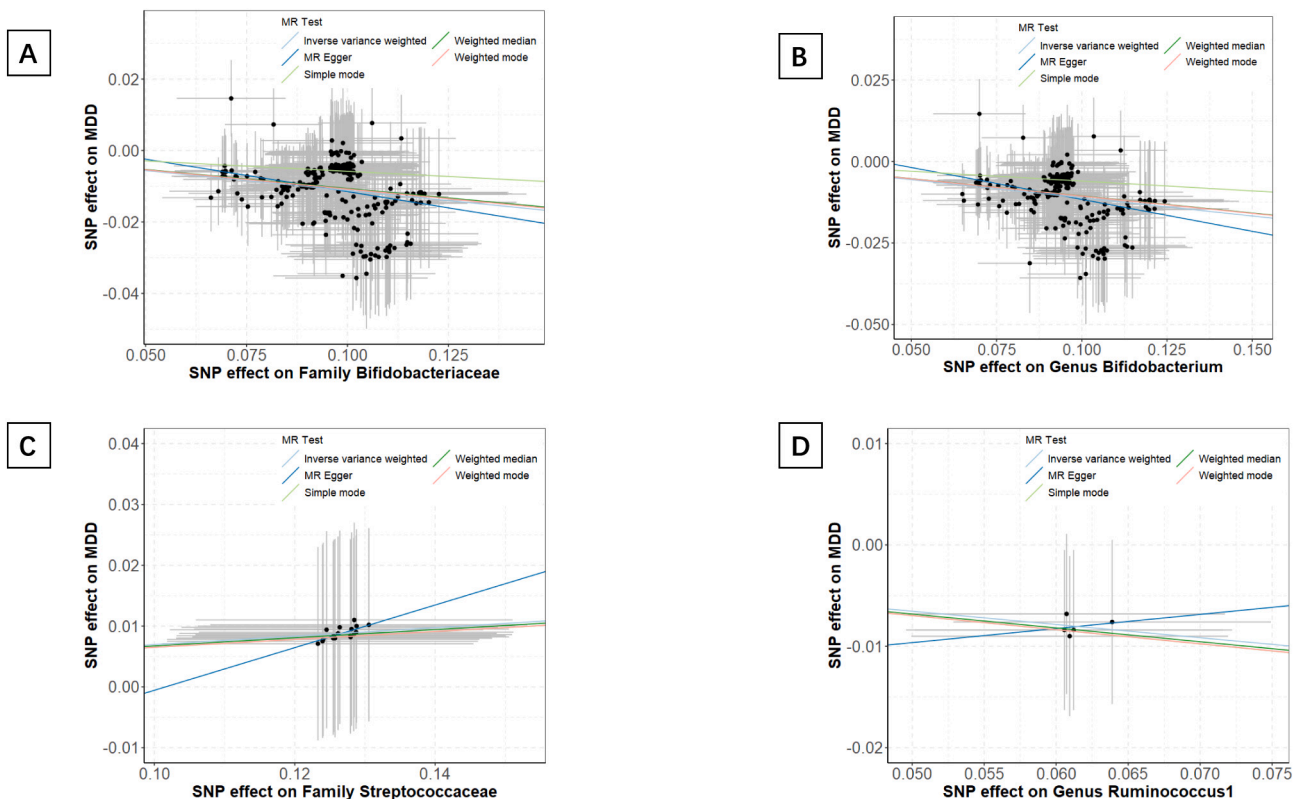 A
MR Test
Inverse variance weighted
Weighted median
MR Egger
Weighted mode
Simple mode
0.02
0.00
-0.02
-0.04
SNP effect on MDD
0.050
0.075
0.100
0.125
SNP effect on Family Bifidobacteriaceae
B
MR Test
Inverse variance weighted
Weighted median
MR Egger
Weighted mode
Simple mode
0.025
0.000
-0.025
-0.050
SNP effect on MDD
0.050
0.075
0.100
0.125
0.150
SNP effect on Genus Bifidobacterium
C
MR Test
Inverse variance weighted
Weighted median
MR Egger
Weighted mode
Simple mode
0.04
0.03
0.02
0.01
0.00
-0.01
SNP effect on MDD
0.10
0.12
0.14
SNP effect on Family Streptococcaceae
D
MR Test
Inverse variance weighted
Weighted median
MR Egger
Weighted mode
Simple mode
0.01
0.00
-0.01
-0.02
SNP effect on MDD
0.050
0.055
0.060
0.065
0.070
0.075
SNP effect on Genus Ruminococcus1